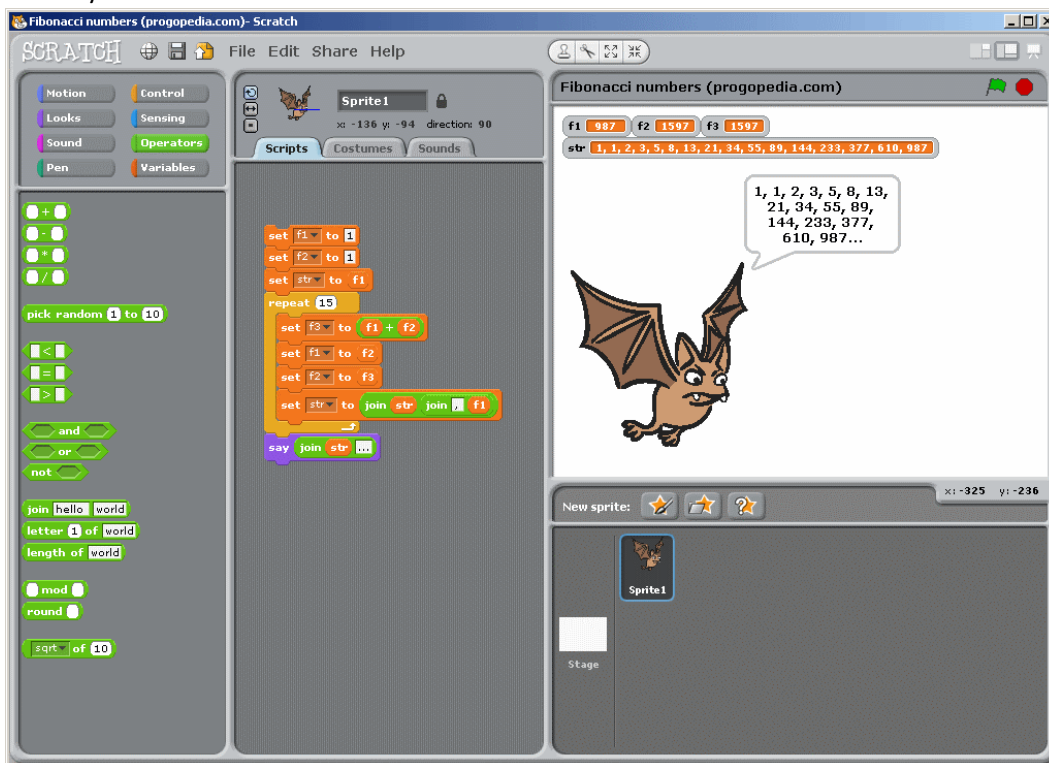 Fibonacci numbers (progopedia.com)- Scratch
SCRATCH File Edit Share Help
Motion Control
Looks Sensing
Sound Operators
Pen Variables
+
-
*
/
pick random 1 to 10
<
=
>
and
or
not
join hello world
letter 1 of world
length of world
mod
round
sqrt of 10
Sprite1
x: -136 y: -94 direction: 90
Scripts Costumes Sounds
set f1 to 1
set f2 to 1
set str to f1
repeat 15
set f3 to f1 + f2
set f1 to f2
set f2 to f3
set str to join str join , f1
say join str ...
Fibonacci numbers (progopedia.com)
f1 987 f2 1597 f3 1597
str 1, 1, 2, 3, 5, 8, 13, 21, 34, 55, 89, 144, 233, 377, 610, 987
1, 1, 2, 3, 5, 8, 13,
21, 34, 55, 89,
144, 233, 377,
610, 987...
x: -325 y: -236
New sprite:
Sprite1
Stage